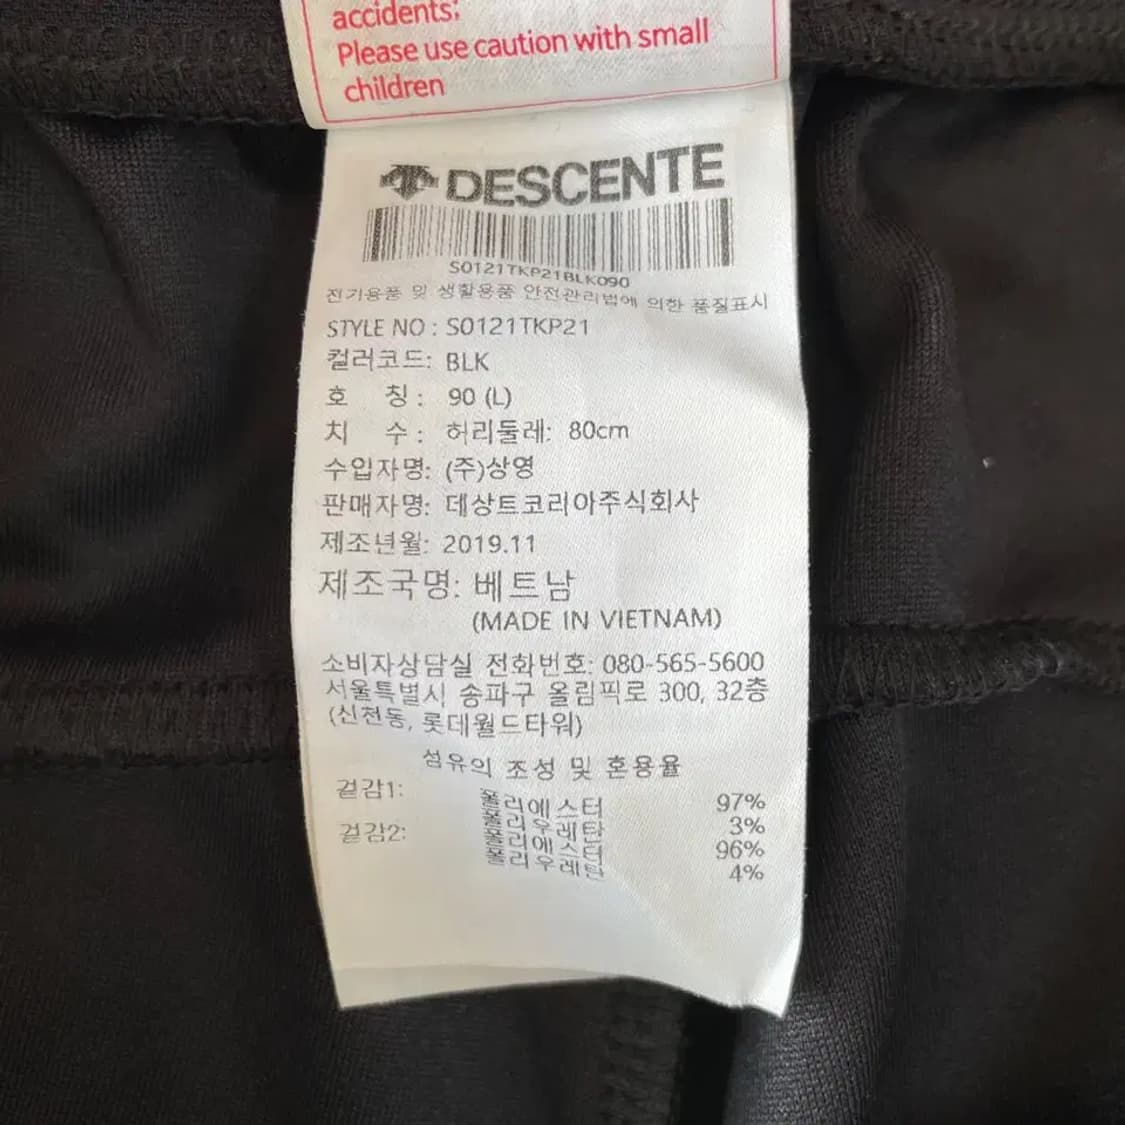 accidents;
Please use caution with small
children
DESCENTE
S0121TKP21BLK090
전기용품 및 생활용품 안전관리법에 의한 품질표시
STYLE NO : S0121TKP21
컬러코드: BLK
호 칭 : 90 (L)
치 수 : 허리둘레: 80cm
수입자명: (주)상영
판매자명: 데상트코리아주식회사
제조년월: 2019.11
제조국명: 베트남
(MADE IN VIETNAM)
소비자상담실 전화번호: 080-565-5600
서울특별시 송파구 올림픽로 300, 32층
(신천동, 롯데월드타워)
섬유의 조성 및 혼용율
겉감1: 폴리에스터 97%
폴리우레탄 3%
겉감2: 폴리에스터 96%
폴리우레탄 4%